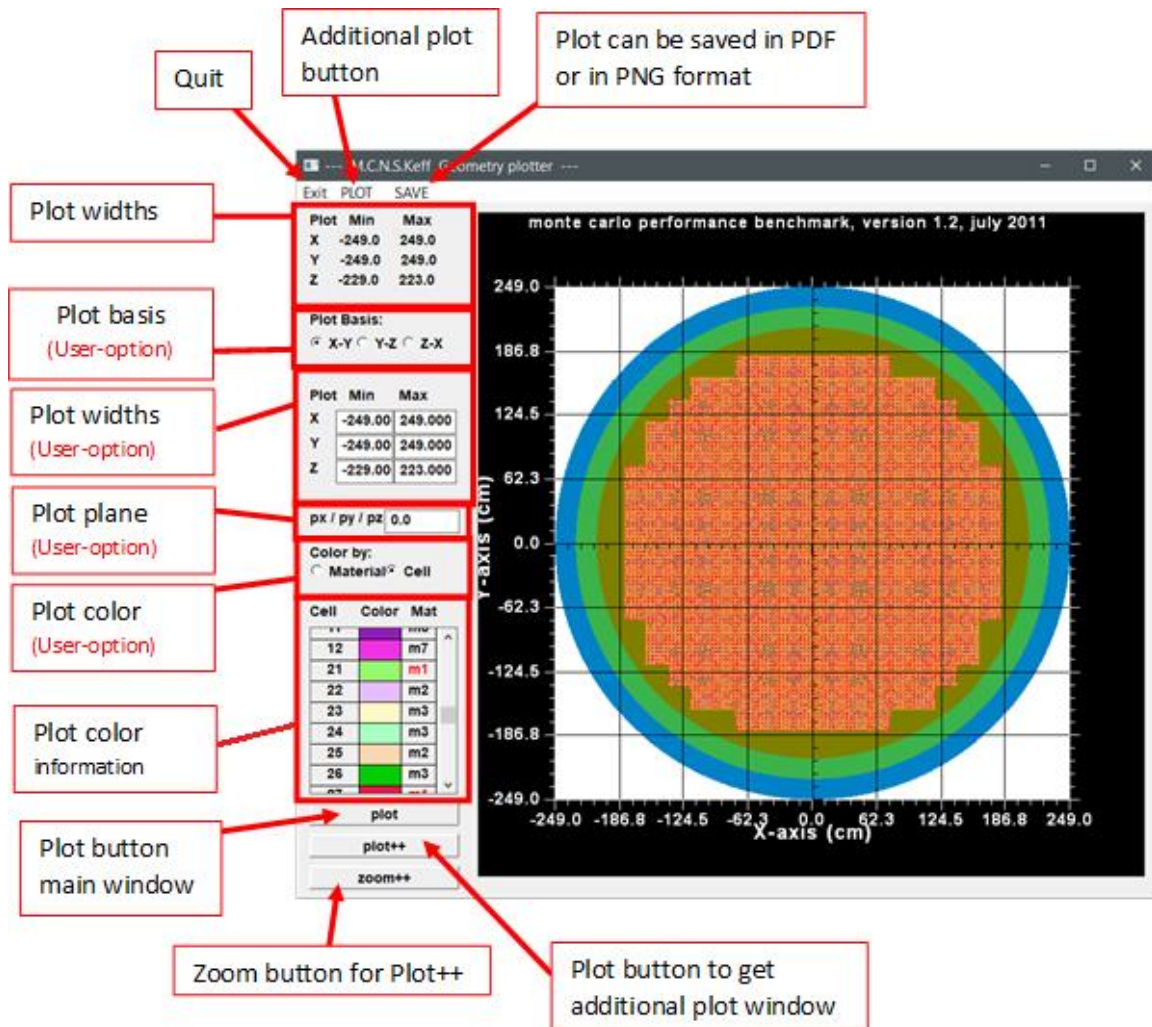 Additional plot
button
Plot can be saved in PDF
or in PNG format
Quit
--- M.C.N.S.Keff Geometry plotter ---
Exit PLOT SAVE
Plot widths
Plot Min Max
X -249.0 249.0
Y -249.0 249.0
Z -229.0 223.0
Plot basis
(User-option)
Plot Basis:
X-Y Y-Z Z-X
Plot widths
(User-option)
Plot Min Max
X -249.00 249.000
Y -249.00 249.000
Z -229.00 223.000
Plot plane
(User-option)
px / py / pz 0.0
Plot color
(User-option)
Color by:
Material Cell
Plot color
information
Cell Color Mat
12 m7
21 m1
22 m2
23 m3
24 m3
25 m2
26 m3
plot
plot++
zoom++
Plot button
main window
Zoom button for Plot++
Plot button to get
additional plot window
monte carlo performance benchmark, version 1.2, july 2011
249.0
186.8
124.5
62.3
0.0
-62.3
-124.5
-186.8
-249.0
Y-axis (cm)
-249.0 -186.8 -124.5 -62.3 0.0 62.3 124.5 186.8 249.0
X-axis (cm)